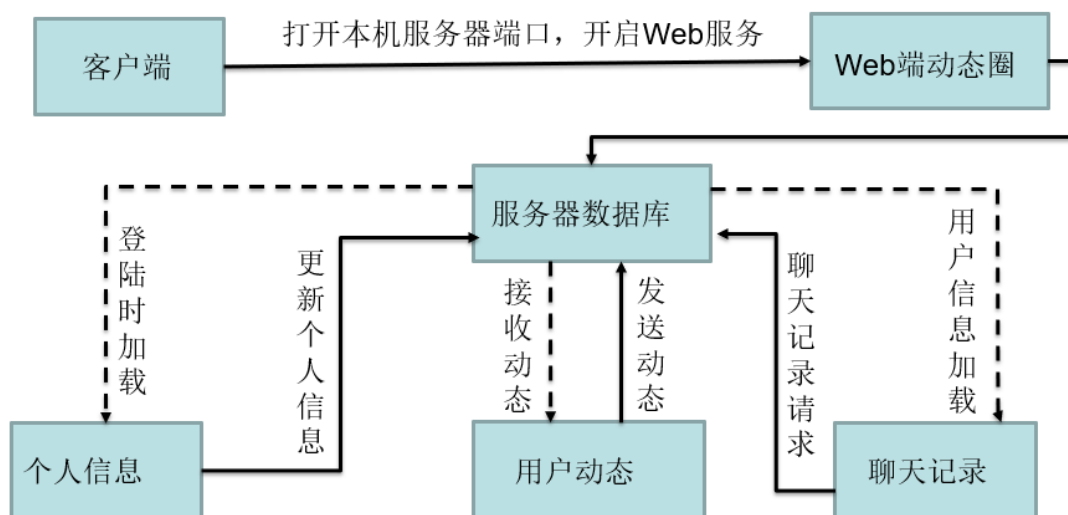 打开本机服务器端口，开启Web服务
客户端
Web端动态圈
服务器数据库
登陆时加载
更新个人信息
接收动态
发送动态
聊天记录请求
用户信息加载
个人信息
用户动态
聊天记录